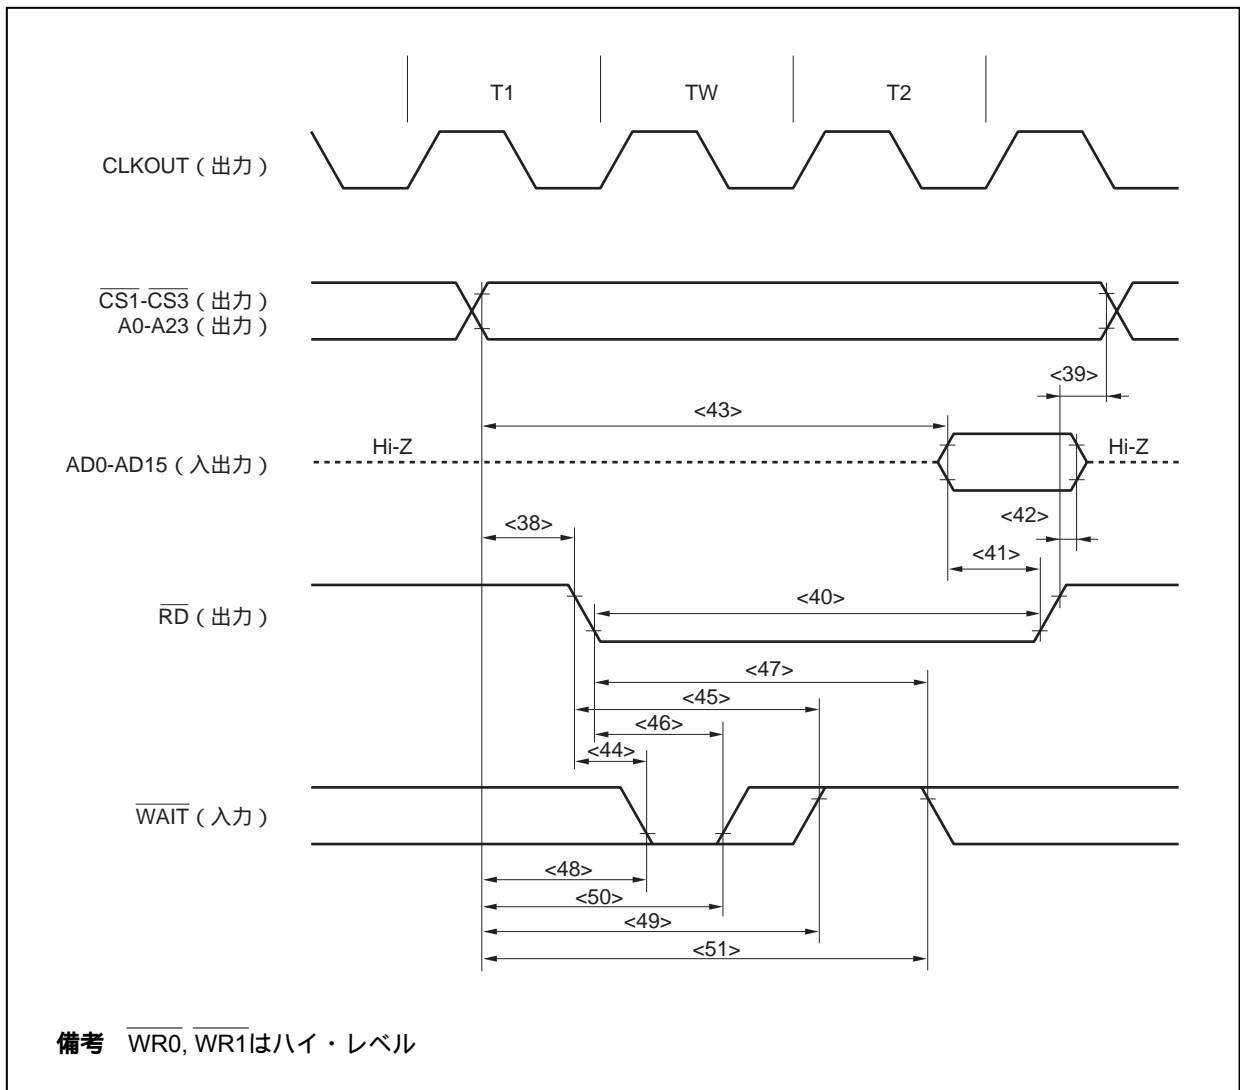 T1 TW T2
CLKOUT（出力）
CS1-CS3（出力）
A0-A23（出力）
<39>
<43>
Hi-Z Hi-Z
AD0-AD15（入出力）
<42>
<38>
<41>
<40>
RD（出力）
<47>
<45>
<46>
<44>
WAIT（入力）
<48>
<50>
<49>
<51>
備考 WR0, WR1はハイ・レベル